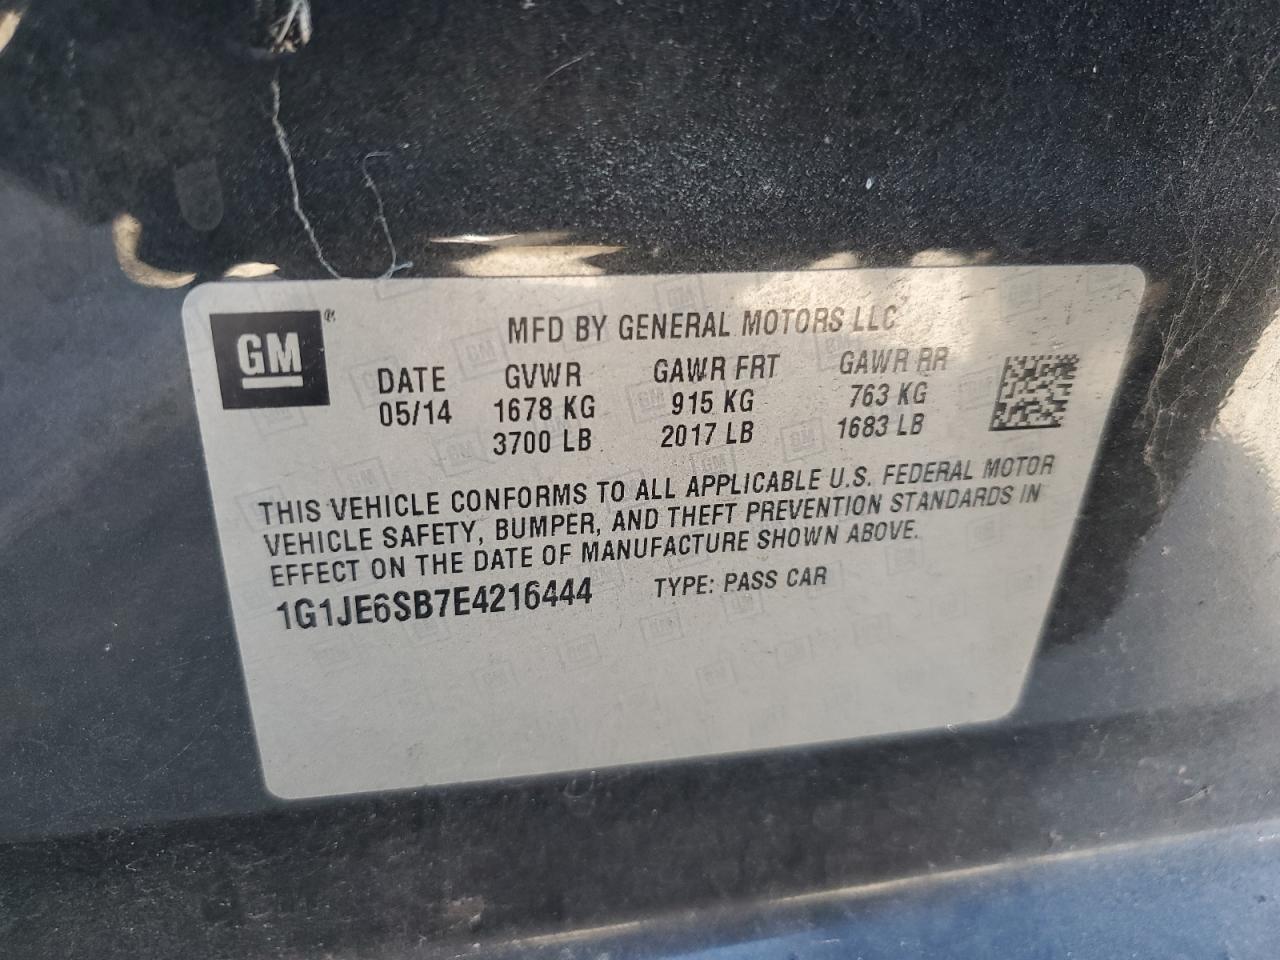 GM ®
MFD BY GENERAL MOTORS LLC
DATE GVWR GAWR FRT GAWR RR
05/14 1678 KG 915 KG 763 KG
3700 LB 2017 LB 1683 LB
THIS VEHICLE CONFORMS TO ALL APPLICABLE U.S. FEDERAL MOTOR
VEHICLE SAFETY, BUMPER, AND THEFT PREVENTION STANDARDS IN
EFFECT ON THE DATE OF MANUFACTURE SHOWN ABOVE.
1G1JE6SB7E4216444 TYPE: PASS CAR